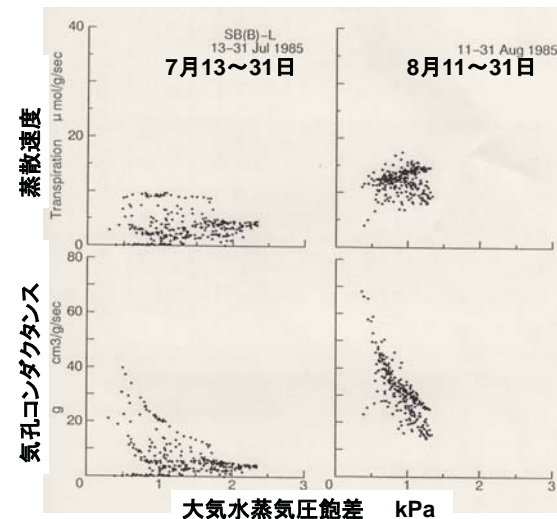 40
SB(B)-L
13-31 Jul 1985
11-31 Aug 1985
7月13～31日
8月11～31日
蒸散速度
Transpiration μmol/g/sec
20
0
80
60
気孔コンダクタンス
g cm3/g/sec
40
20
0
0 1 2 3
0 1 2 3
大気水蒸気圧飽差 kPa